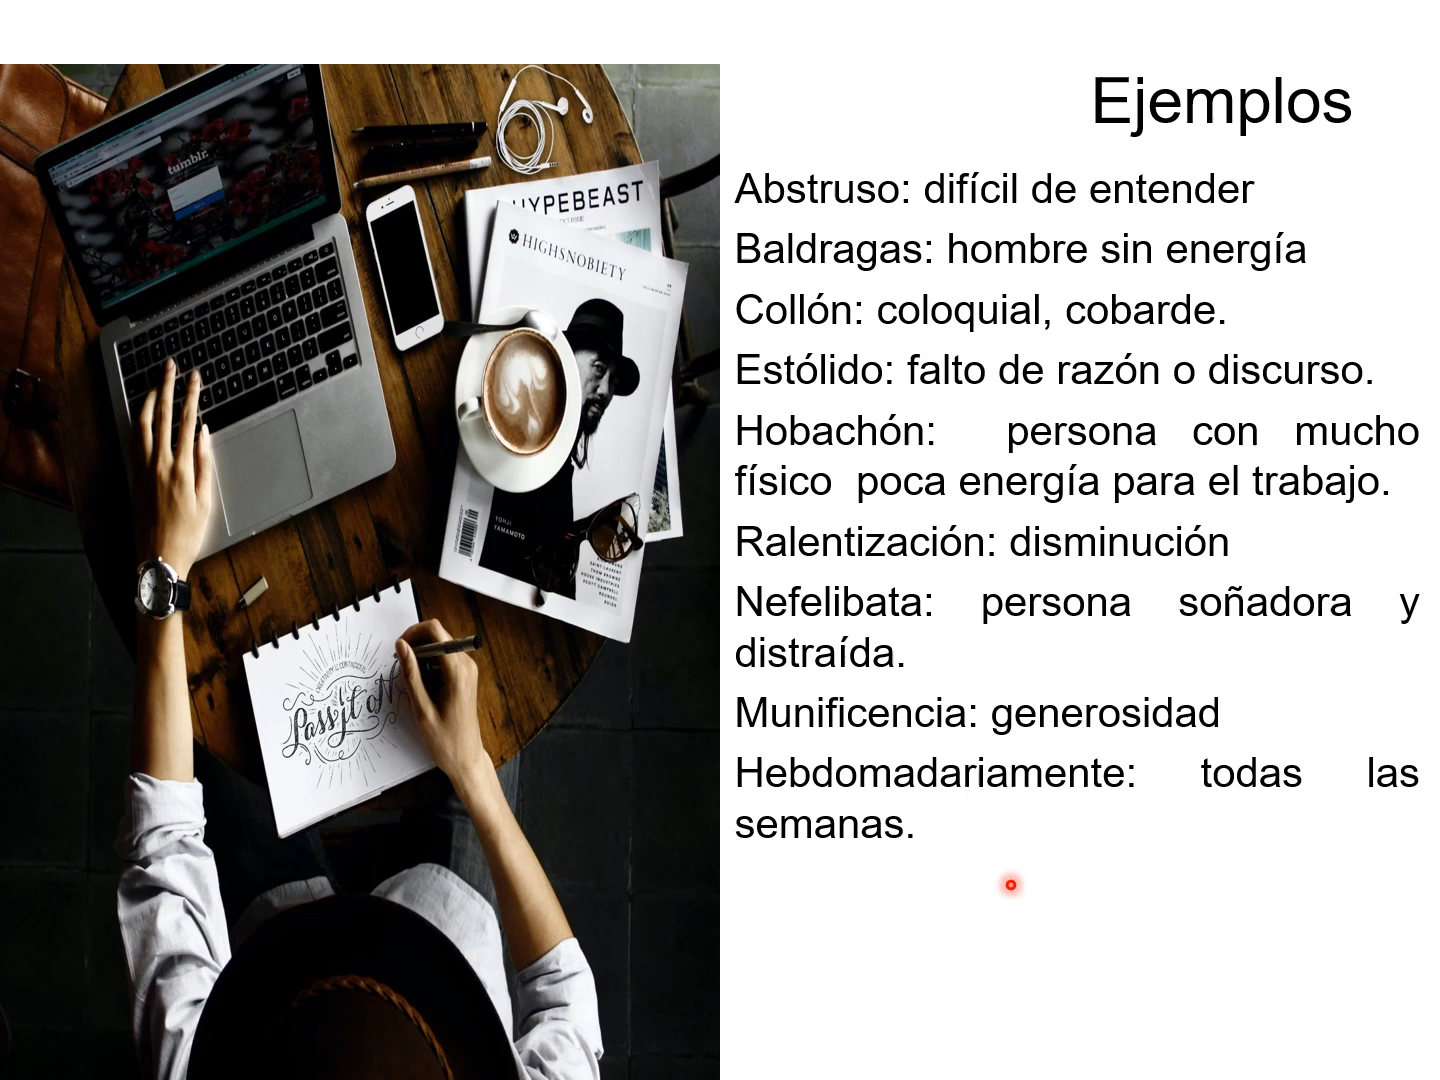 Ejemplos
Abstruso: difícil de entender
Baldragas: hombre sin energía
Collón: coloquial, cobarde.
Estólido: falto de razón o discurso.
Hobachón: persona con mucho
físico poca energía para el trabajo.
Ralentización: disminución
Nefelibata: persona soñadora y
distraída.
Munificencia: generosidad
Hebdomadariamente: todas las
semanas.
tumblr.
HYPEBEAST
HIGHSNOBIETY
YOHJI
YAMAMOTO